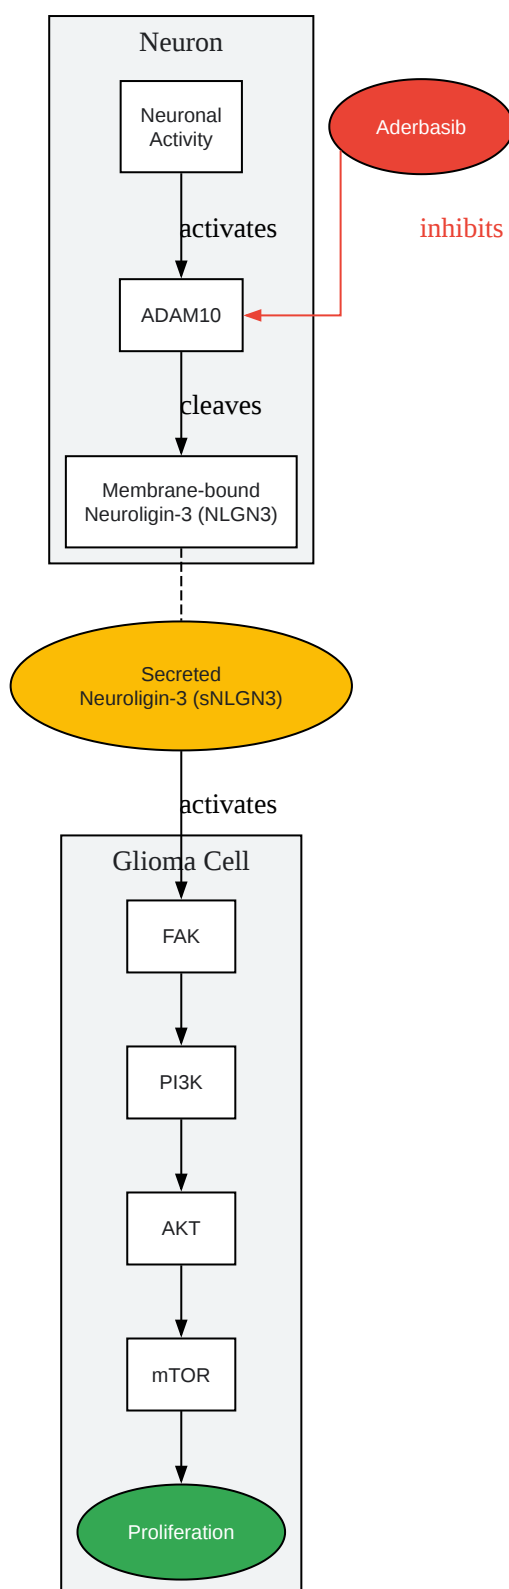 Neuron
Neuronal
Activity
Aderbasib
activates
inhibits
ADAM10
cleaves
Membrane-bound
Neuroligin-3 (NLGN3)
Secreted
Neuroligin-3 (sNLGN3)
activates
Glioma Cell
FAK
PI3K
AKT
mTOR
Proliferation